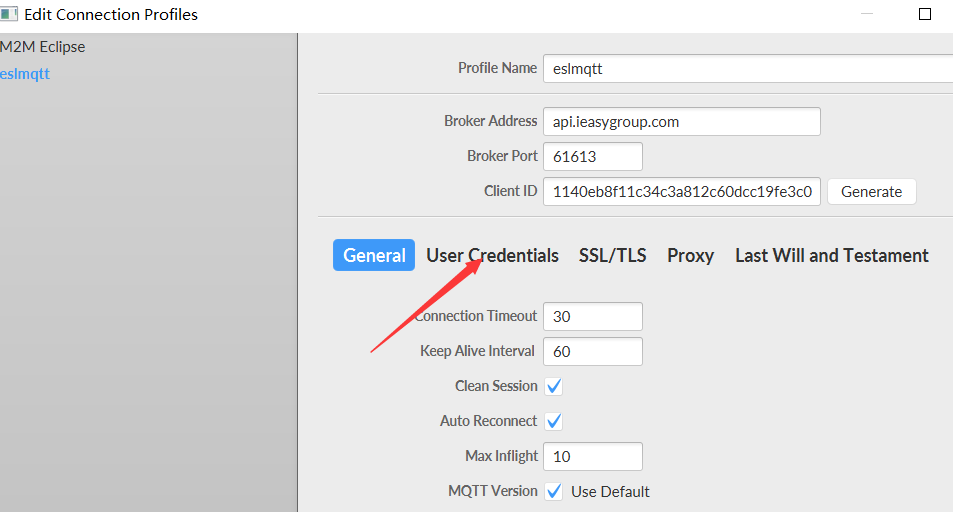 Edit Connection Profiles
M2M Eclipse
eslmqtt
Profile Name eslmqtt
Broker Address api.ieasygroup.com
Broker Port 61613
Client ID 1140eb8f11c34c3a812c60dcc19fe3c0 Generate
General User Credentials SSL/TLS Proxy Last Will and Testament
Connection Timeout 30
Keep Alive Interval 60
Clean Session
Auto Reconnect
Max Inflight 10
MQTT Version Use Default